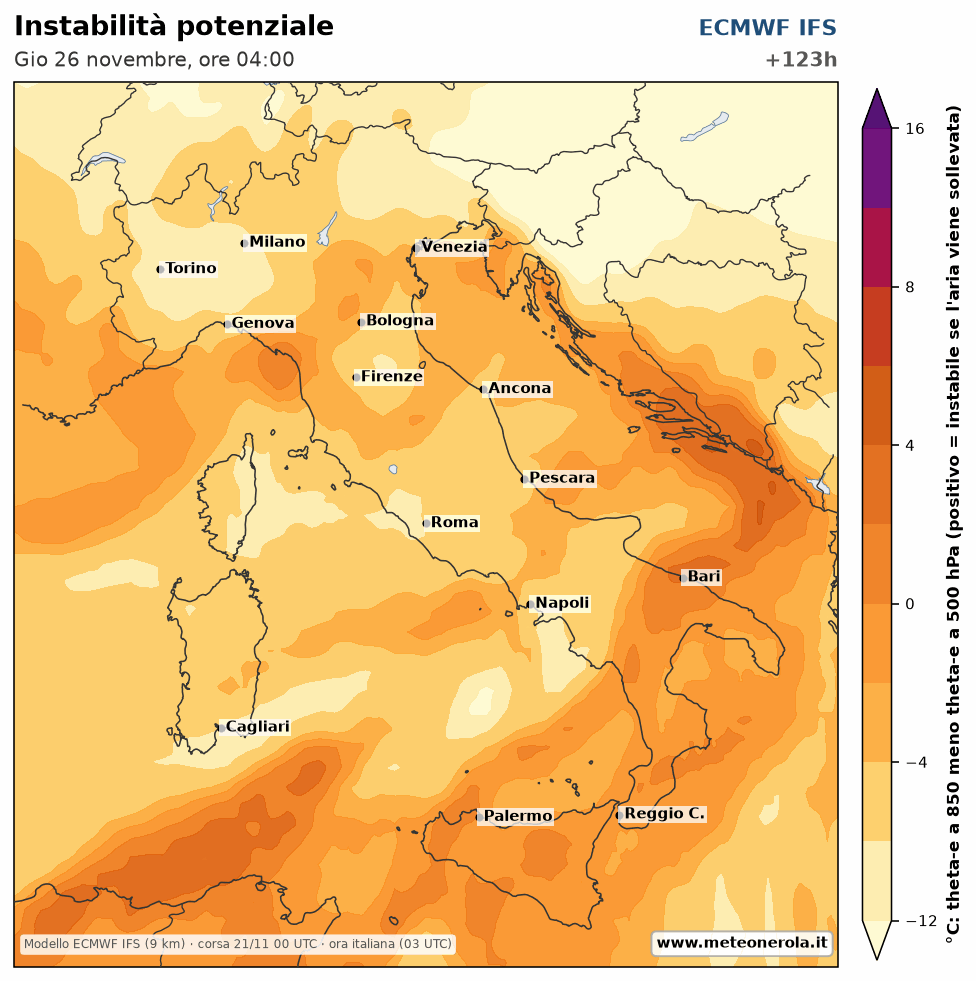 Instabilità potenziale
ECMWF IFS
Gio 26 novembre, ore 04:00
+123h
Milano
Venezia
Torino
Genova
Bologna
Firenze
Ancona
Pescara
Roma
Bari
Napoli
Cagliari
Palermo
Reggio C.
16
8
4
0
−4
−12
°C: theta-e a 850 meno theta-e a 500 hPa (positivo = instabile se l'aria viene sollevata)
Modello ECMWF IFS (9 km) · corsa 21/11 00 UTC · ora italiana (03 UTC)
www.meteonerola.it